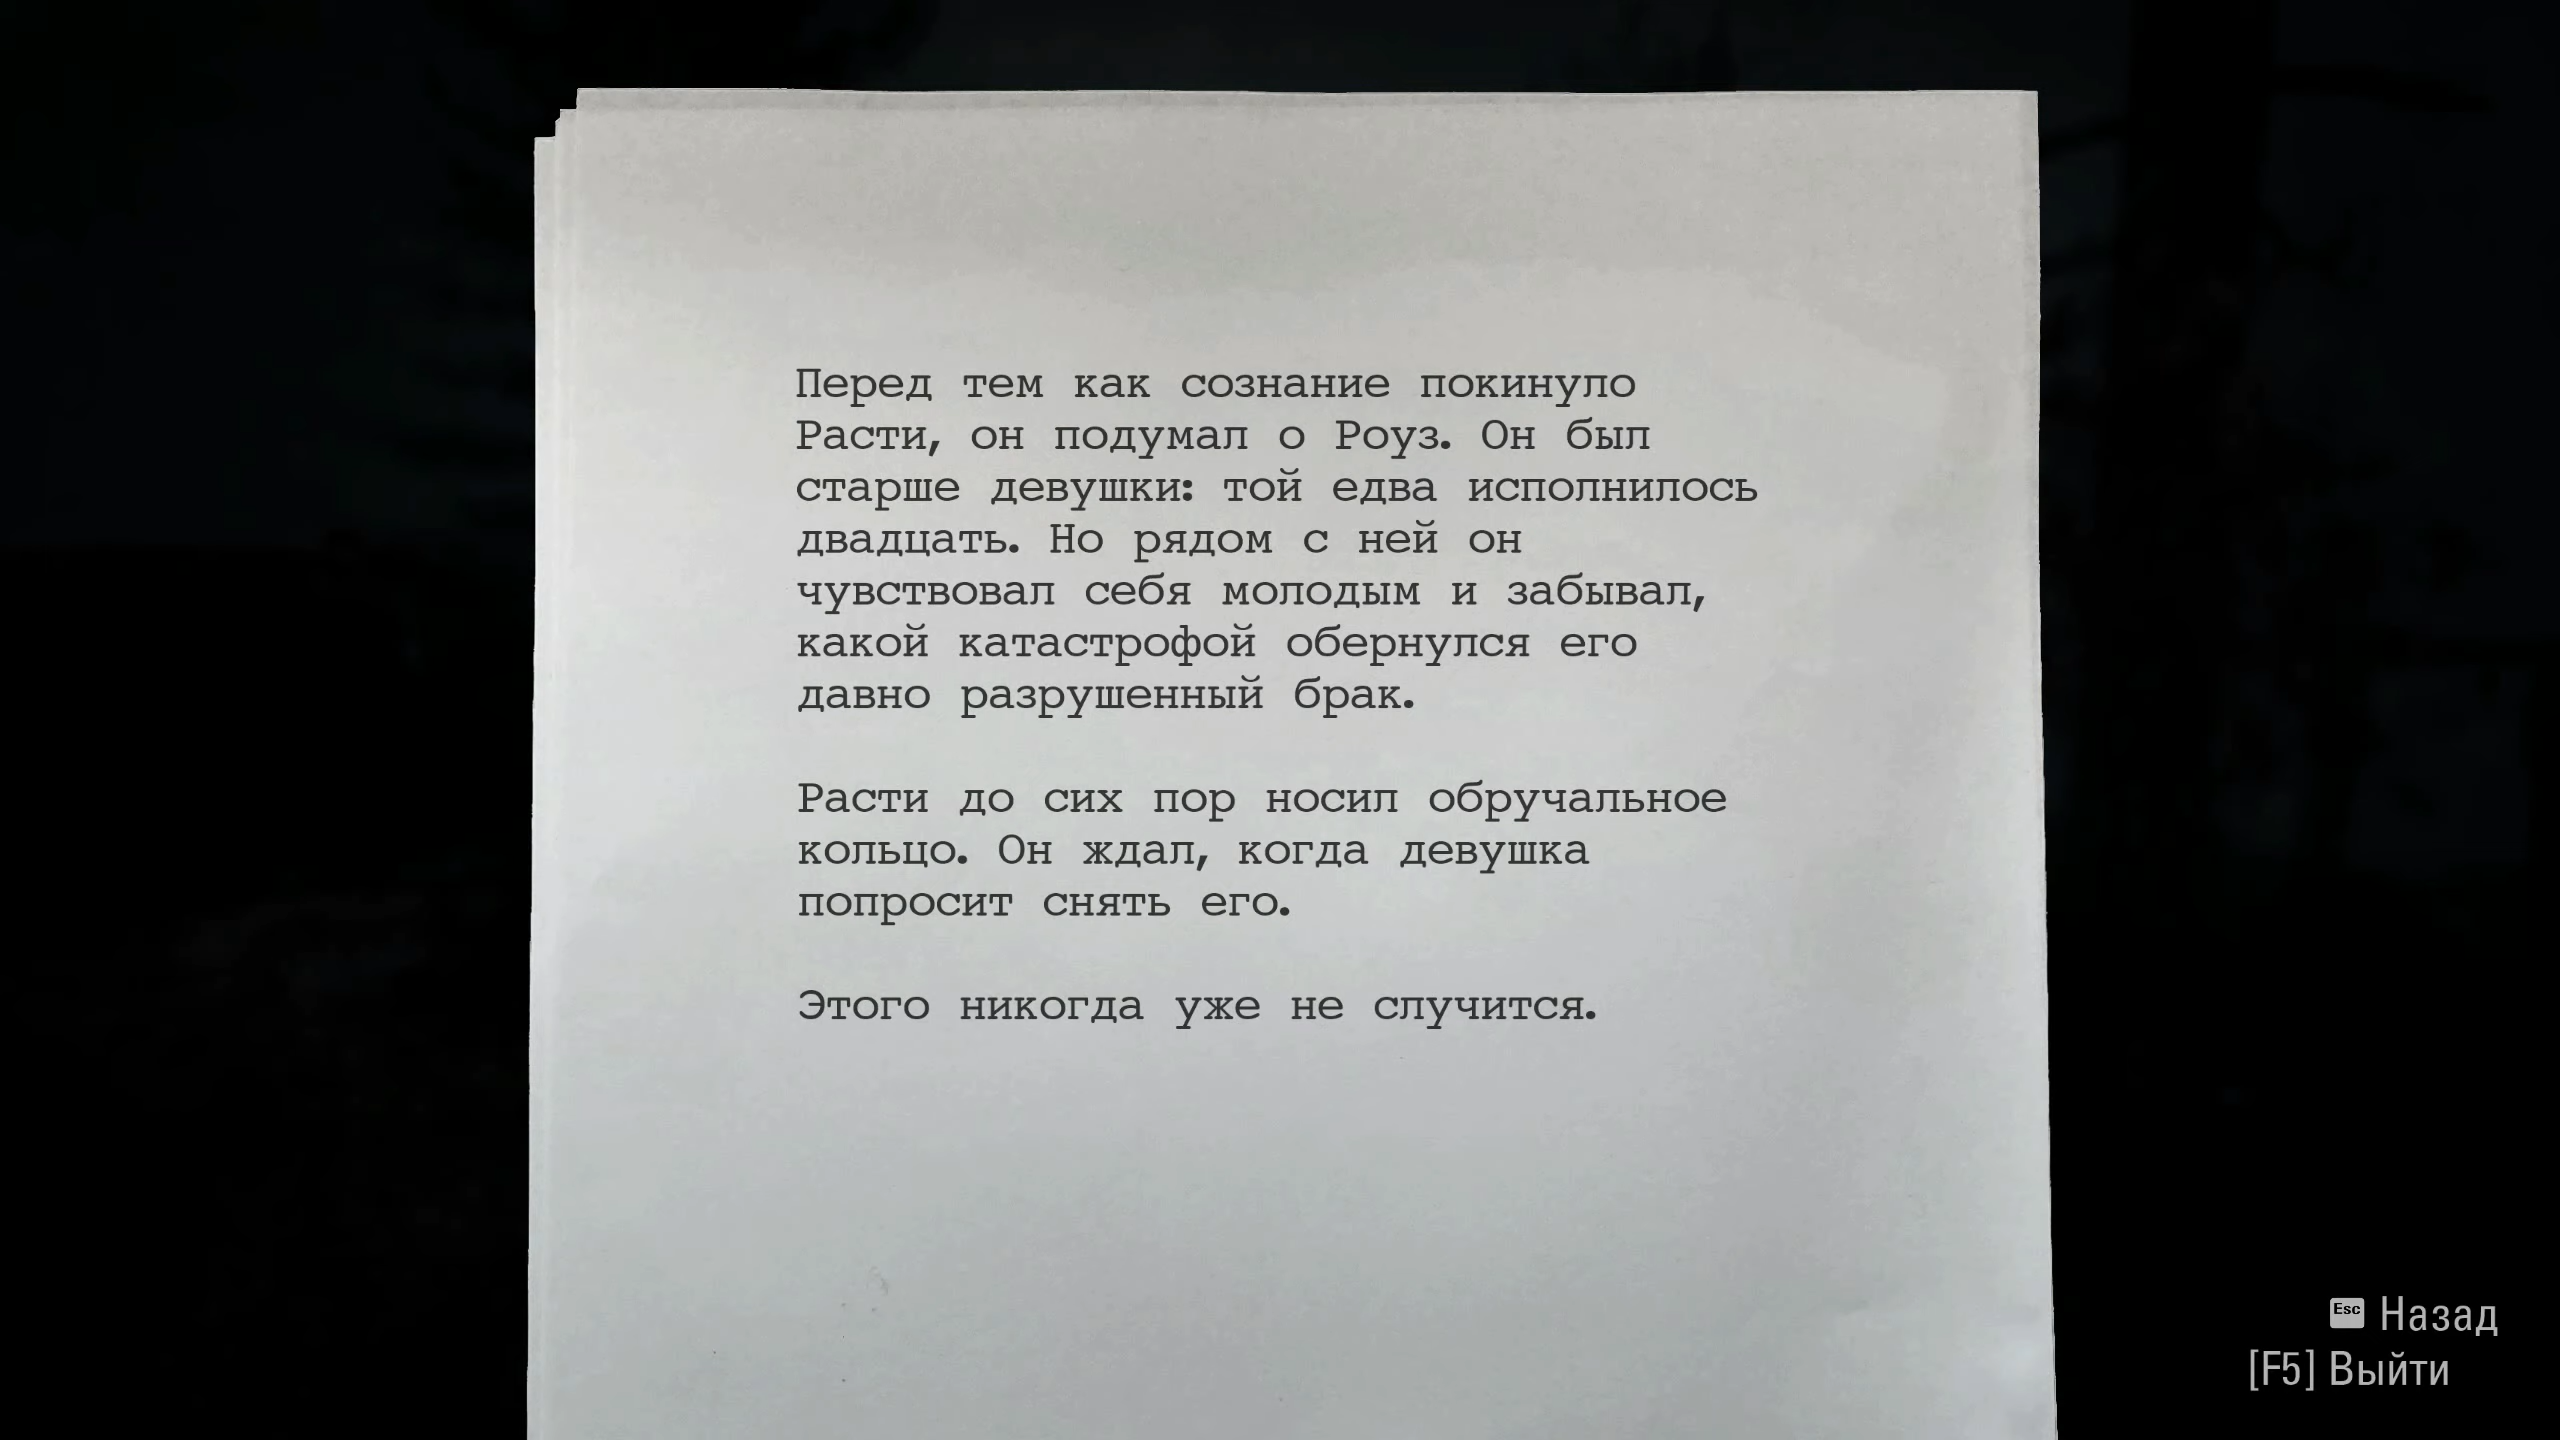 Перед тем как сознание покинуло
Расти, он подумал о Роуз. Он был
старше девушки: той едва исполнилось
двадцать. Но рядом с ней он
чувствовал себя молодым и забывал,
какой катастрофой обернулся его
давно разрушенный брак.
Расти до сих пор носил обручальное
кольцо. Он ждал, когда девушка
попросит снять его.
Этого никогда уже не случится.
Esc Назад
[F5] Выйти